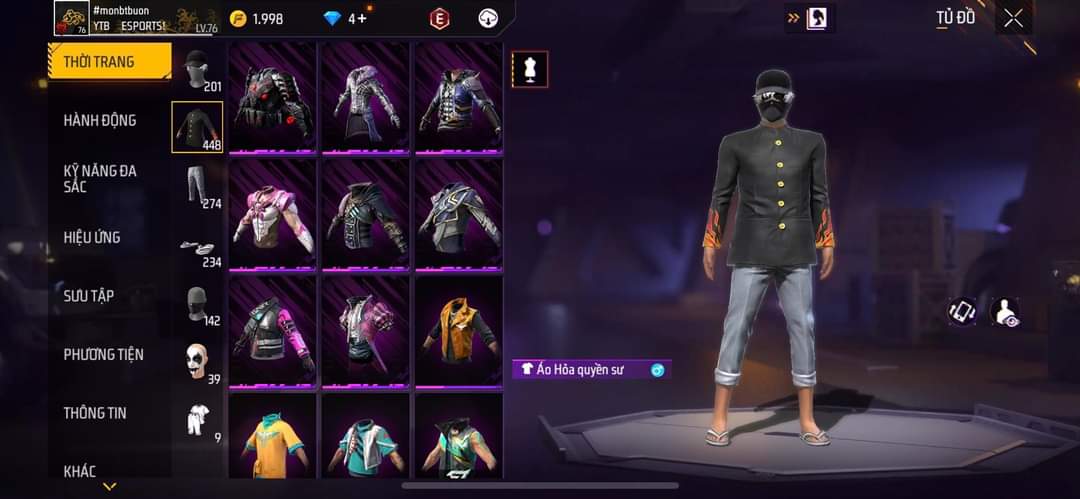 #monbtbuon
YTB ESPORTS!
76
LV.76
1.998
4+
E
TỦ ĐỒ
THỜI TRANG
HÀNH ĐỘNG
KỸ NĂNG ĐA
SẮC
HIỆU ỨNG
SƯU TẬP
PHƯƠNG TIỆN
THÔNG TIN
KHÁC
201
448
274
234
142
39
9
Áo Hỏa quyền sư